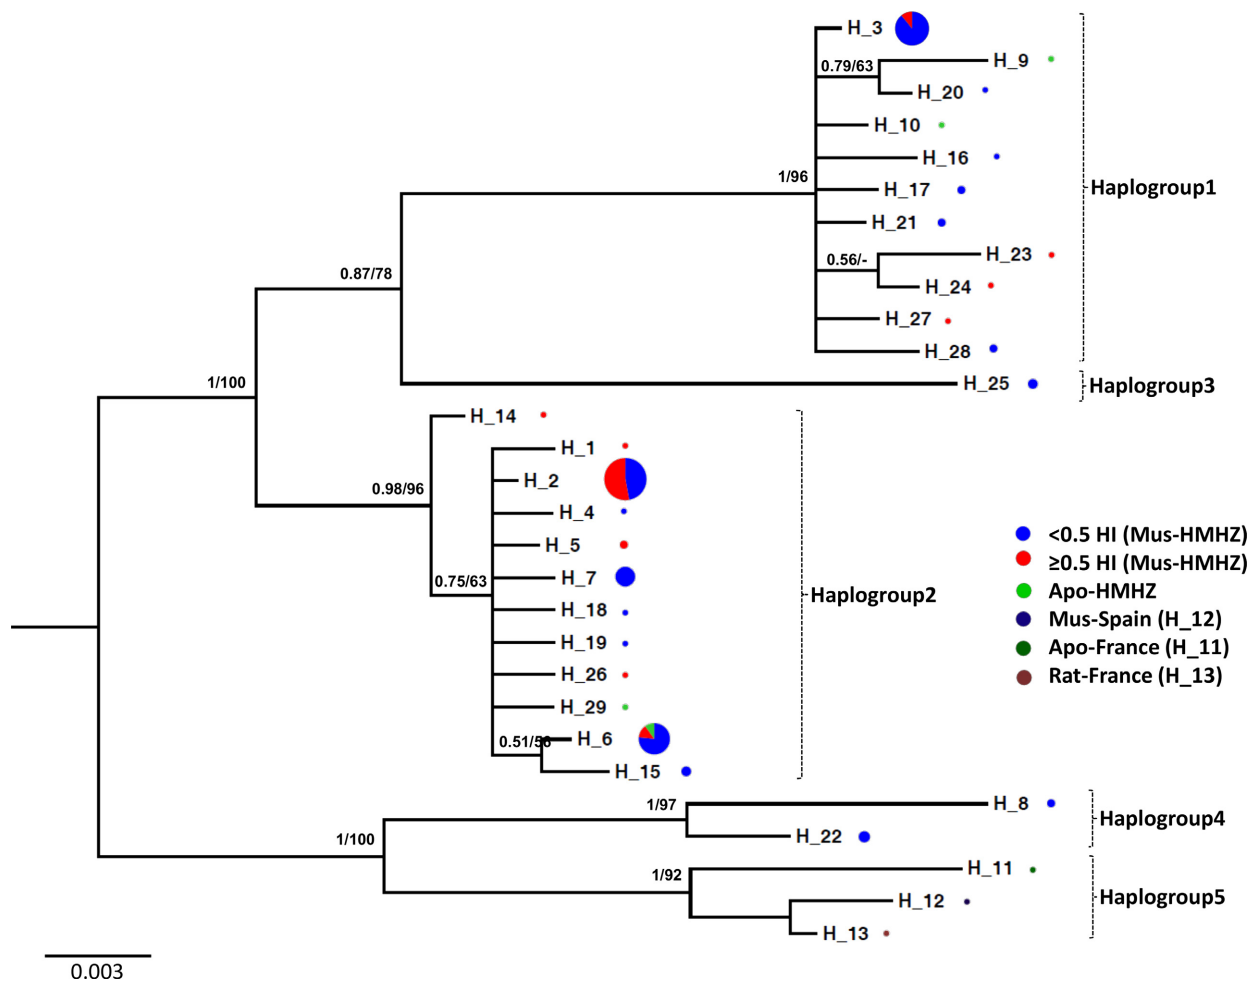 H_3
0.79/63
H_9
H_20
H_10
H_16
1/96
H_17
Haplogroup1
H_21
H_23
0.56/-
0.87/78
H_24
H_27
H_28
1/100
H_25
Haplogroup3
H_14
H_1
H_2
0.98/96
H_4
H_5
H_7
0.75/63
Haplogroup2
H_18
H_19
H_26
H_29
H_6
0.51/56
H_15
<0.5 HI (Mus-HMHZ)
≥0.5 HI (Mus-HMHZ)
Apo-HMHZ
Mus-Spain (H_12)
Apo-France (H_11)
Rat-France (H_13)
1/97
H_8
Haplogroup4
1/100
H_22
1/92
H_11
H_12
Haplogroup5
H_13
0.003